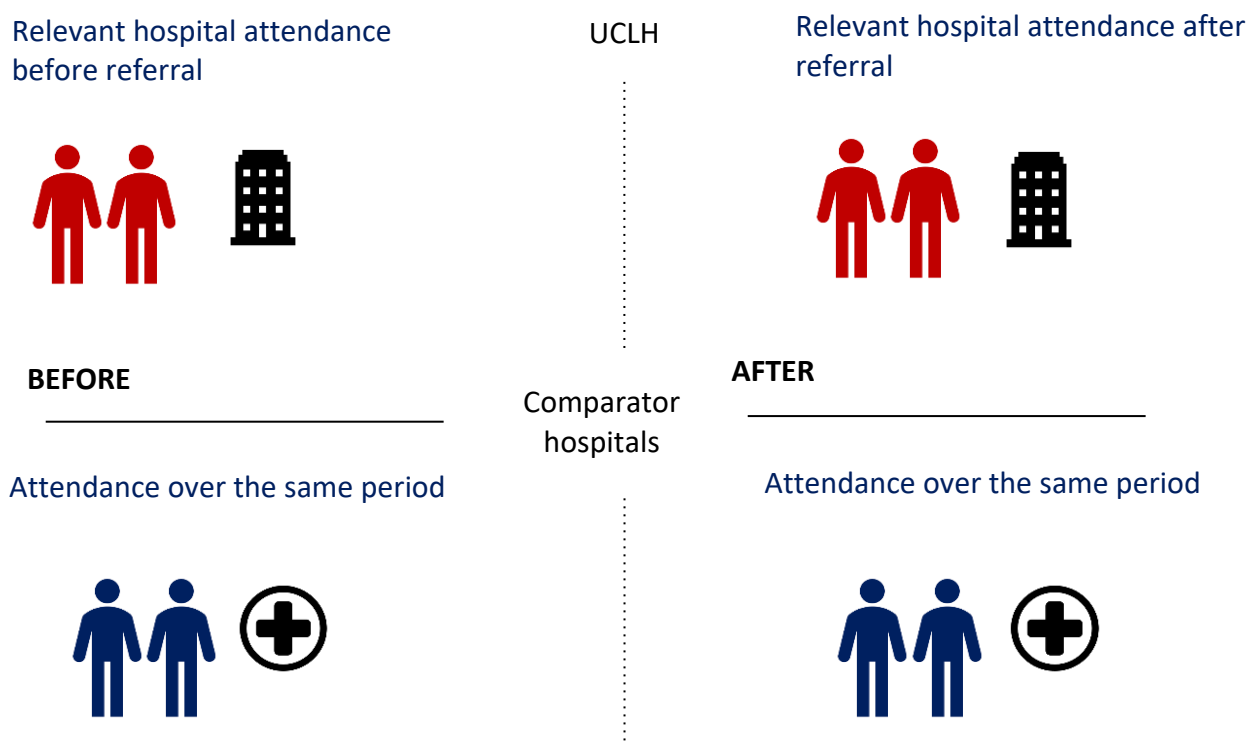 Relevant hospital attendance
before referral
UCLH
Relevant hospital attendance after
referral
BEFORE
AFTER
Comparator
hospitals
Attendance over the same period
Attendance over the same period